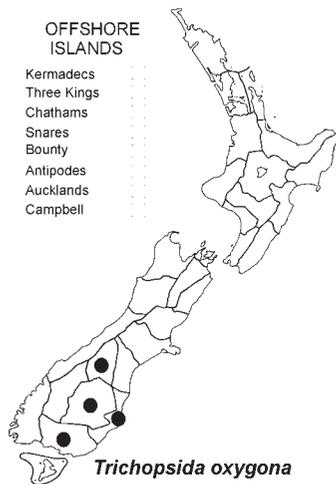 OFFSHORE
ISLANDS
Kermadecs
Three Kings
Chathams
Snares
Bounty
Antipodes
Aucklands
Campbell
Trichopsida oxygona